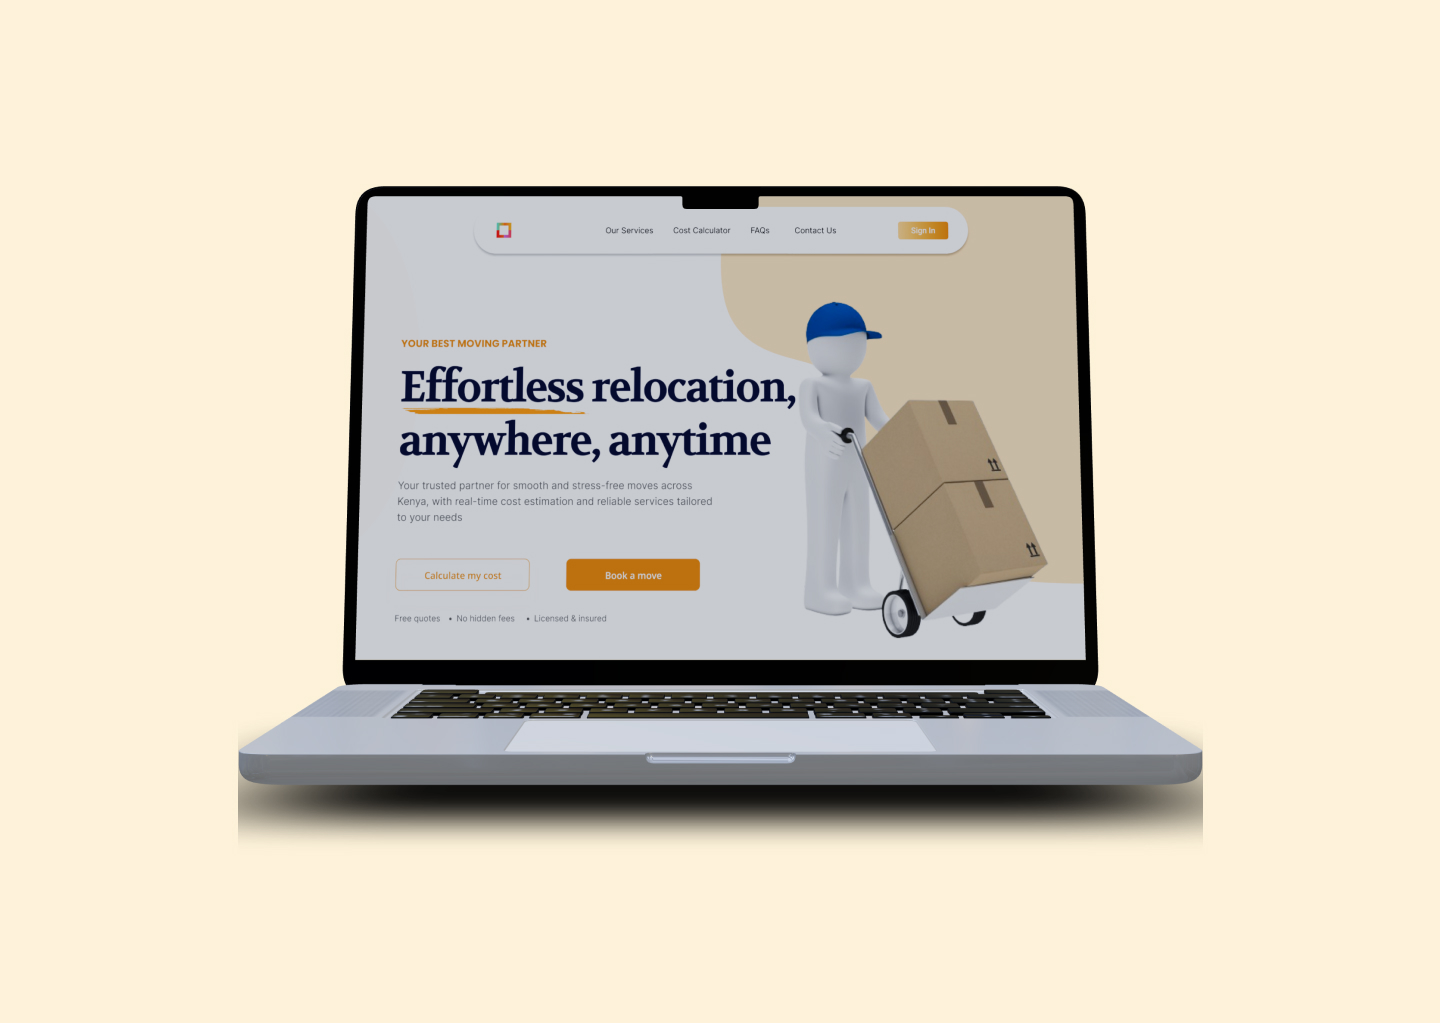 Our Services Cost Calculator FAQs Contact Us Sign In
YOUR BEST MOVING PARTNER
Effortless relocation,
anywhere, anytime
Your trusted partner for smooth and stress-free moves across
Kenya, with real-time cost estimation and reliable services tailored
to your needs
Calculate my cost Book a move
Free quotes • No hidden fees • Licensed & insured